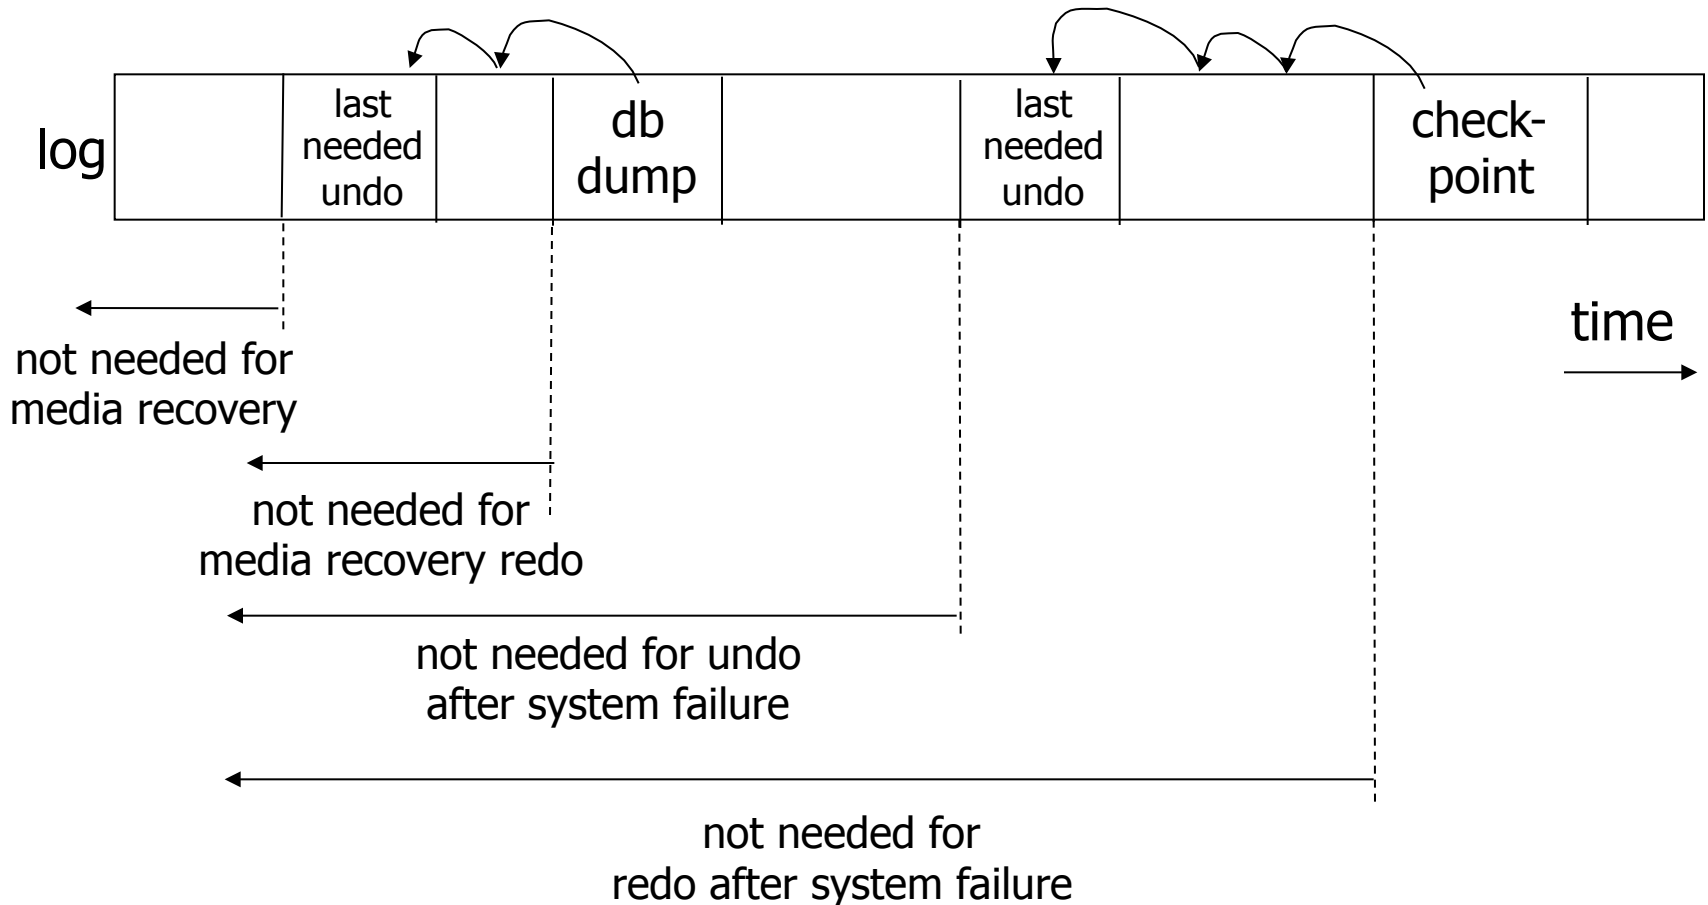 log
last
needed
undo
db
dump
last
needed
undo
check-
point
time
not needed for
media recovery
not needed for
media recovery redo
not needed for undo
after system failure
not needed for
redo after system failure